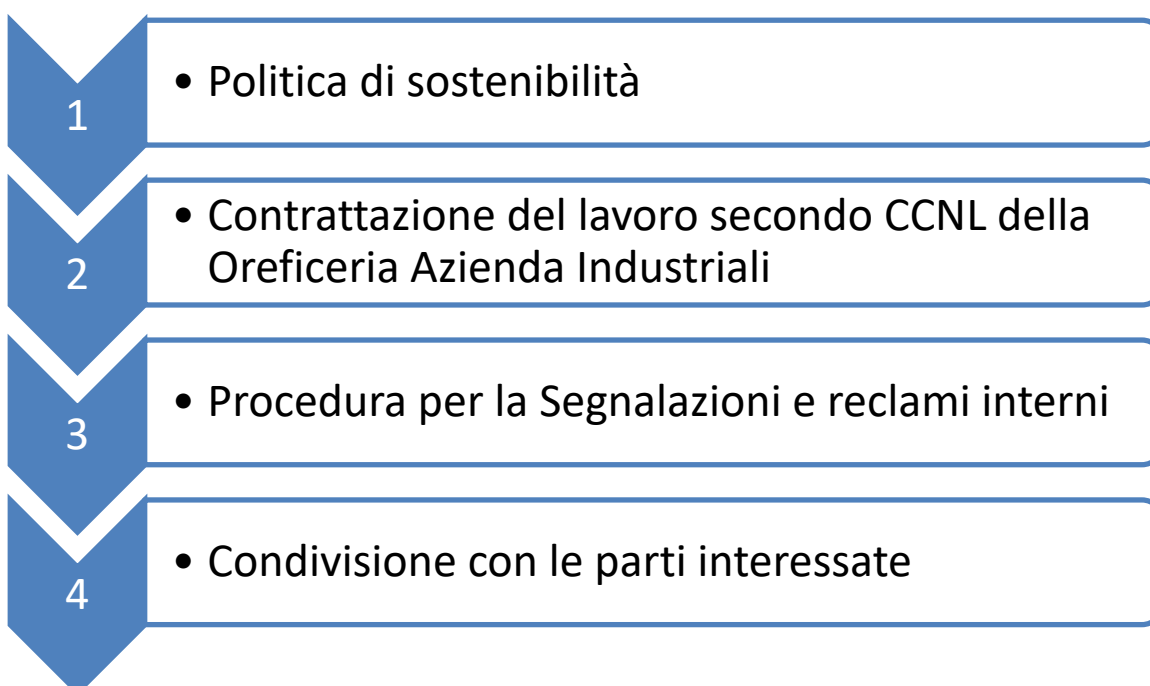 1
• Politica di sostenibilità
2
• Contrattazione del lavoro secondo CCNL della
Oreficeria Azienda Industriali
3
• Procedura per la Segnalazioni e reclami interni
4
• Condivisione con le parti interessate